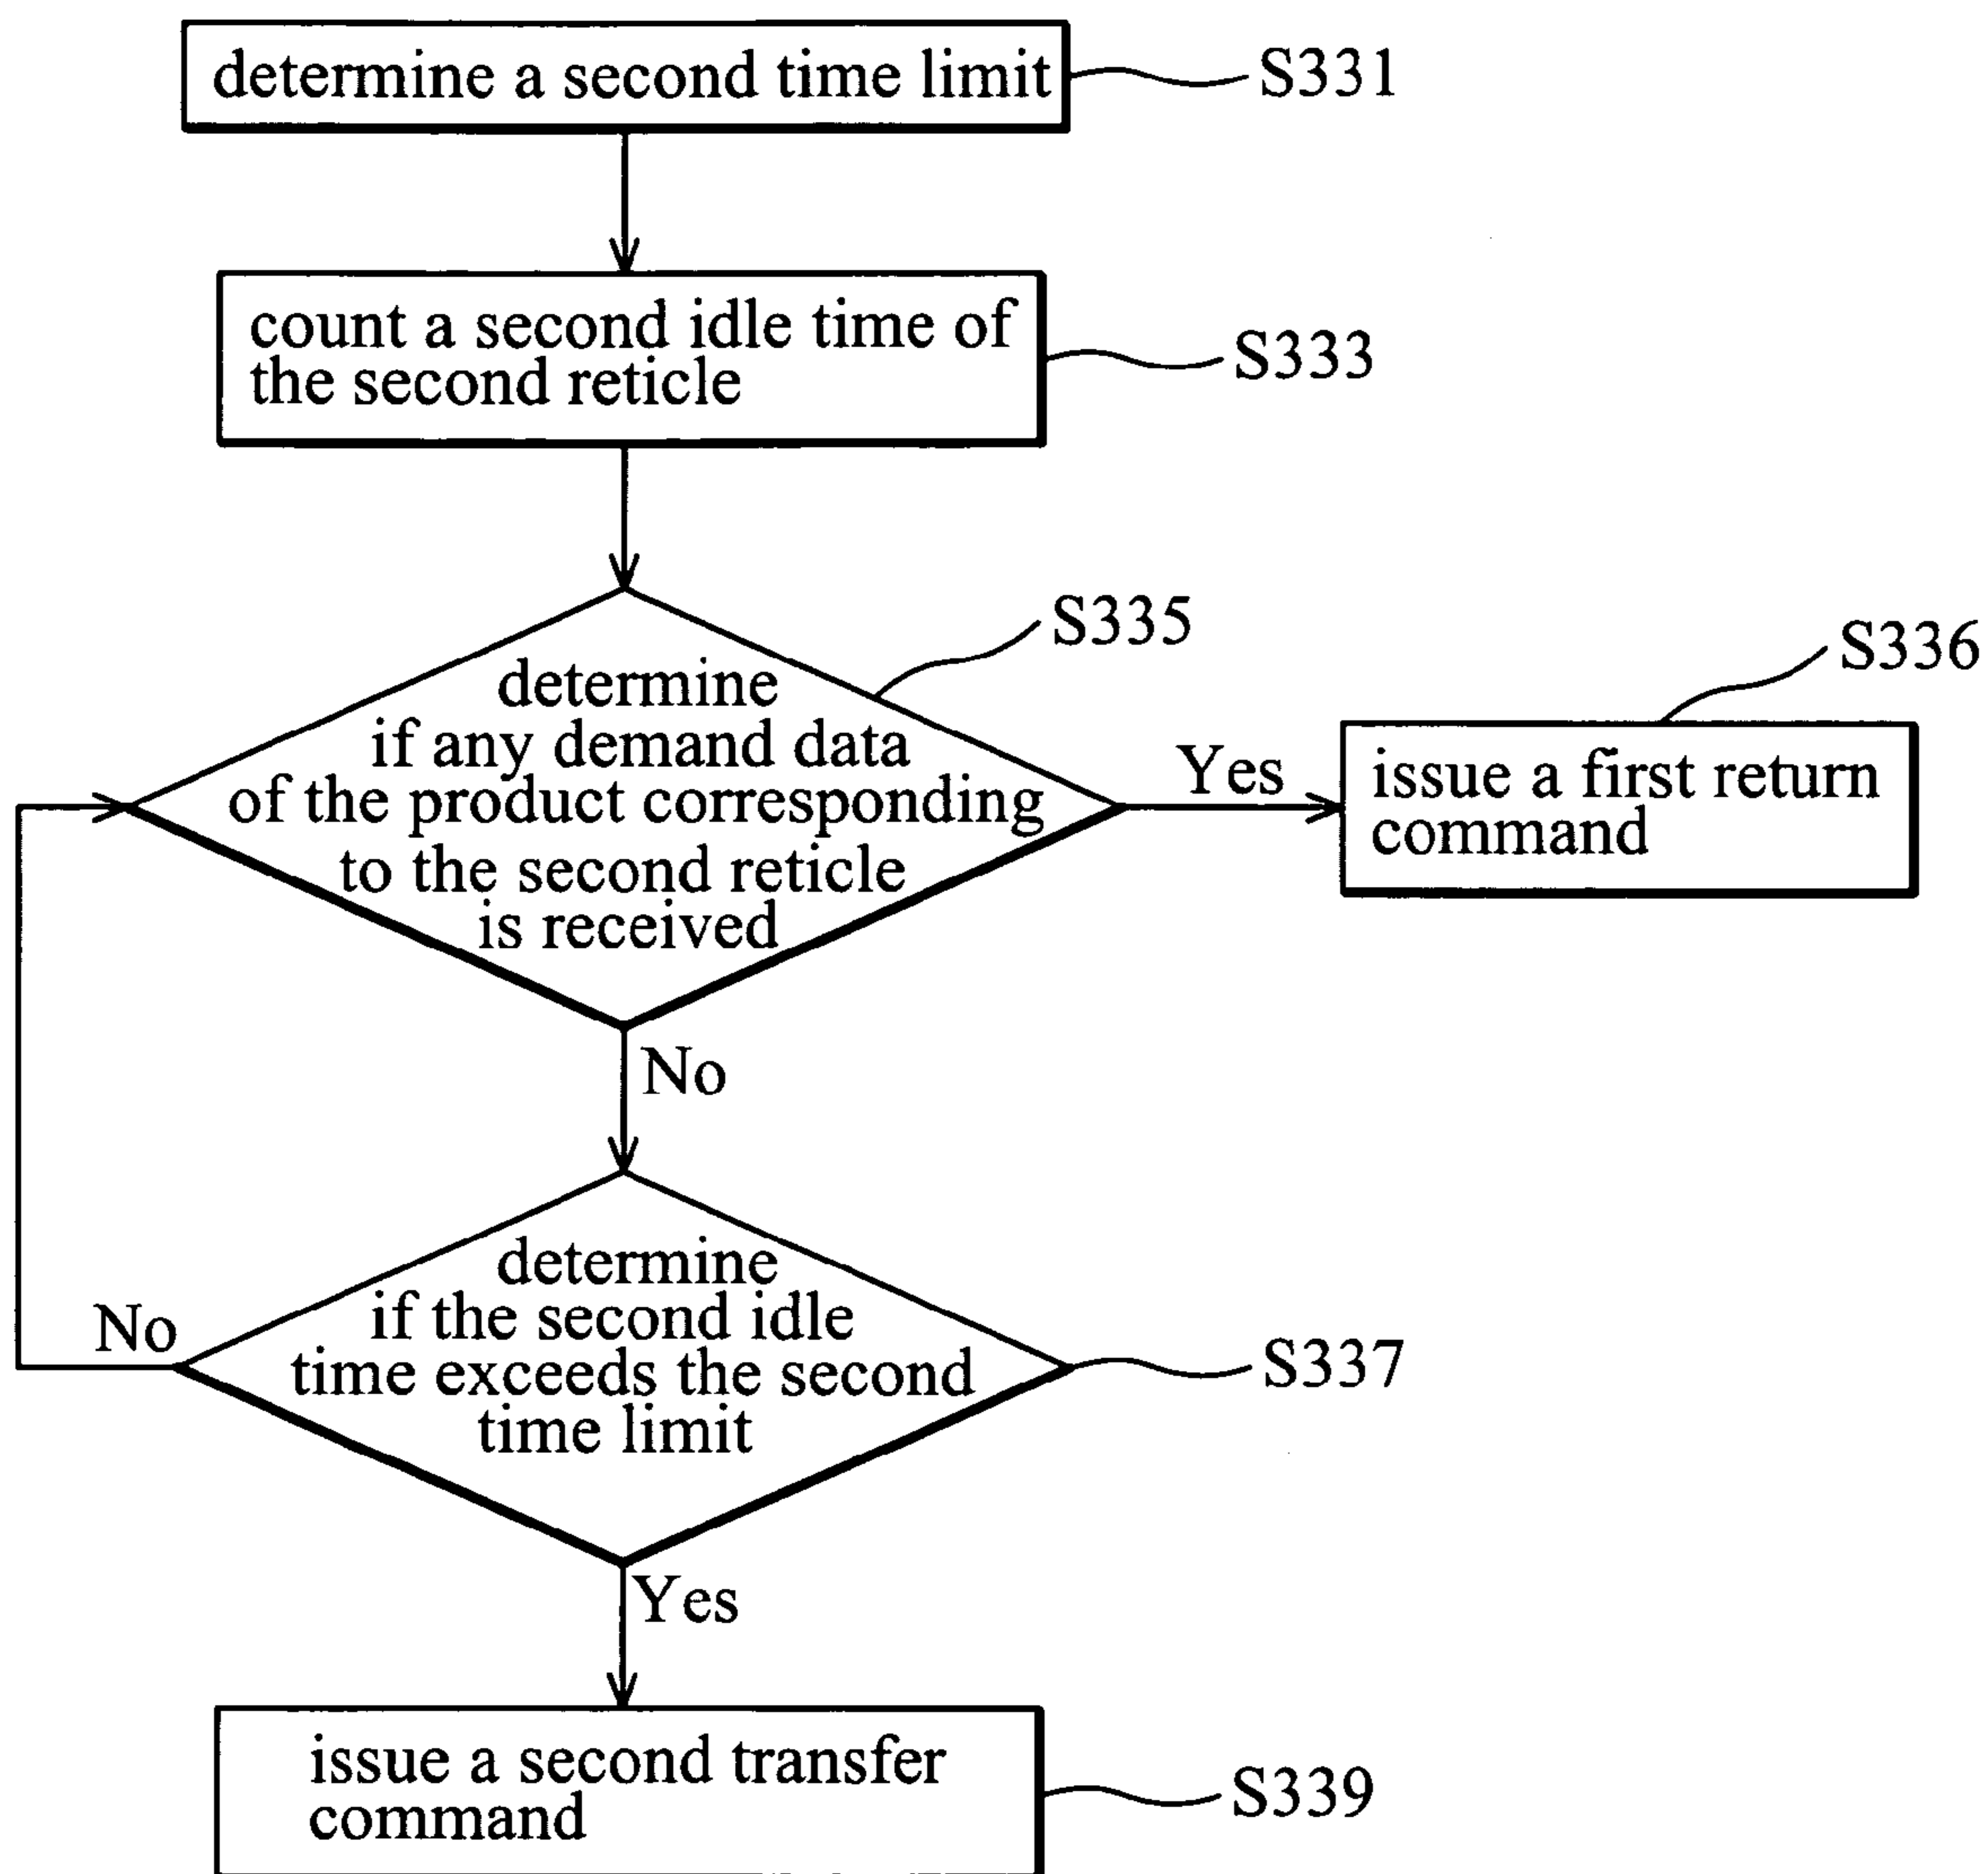 determine a second time limit
S331
count a second idle time of
the second reticle
S333
S335
determine
if any demand data
of the product corresponding
to the second reticle
is received
Yes
S336
issue a first return
command
No
determine
if the second idle
time exceeds the second
time limit
No
S337
Yes
issue a second transfer
command
S339